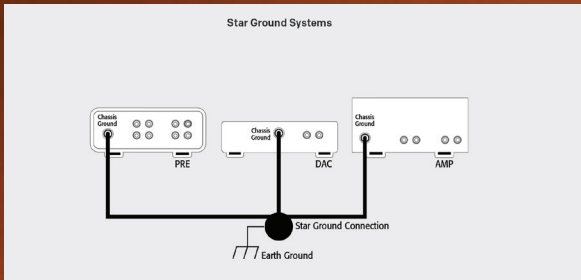 Star Ground Systems
Chassis
Ground
PRE
Chassis
Ground
DAC
Chassis
Ground
AMP
Star Ground Connection
Earth Ground